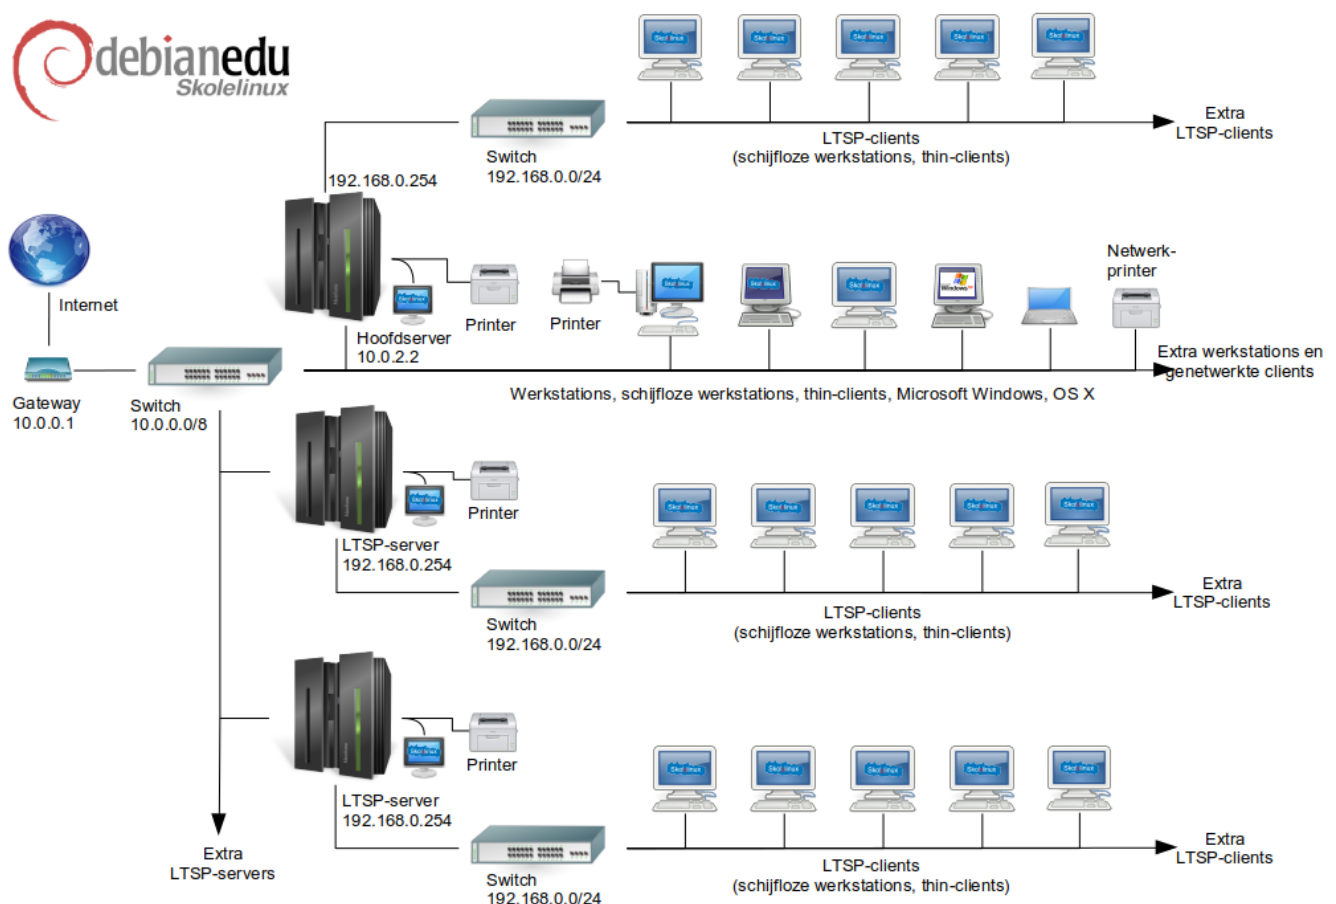 debianedu
Skolelinux
Extra
LTSP-clients
LTSP-clients
(schijfloze werkstations, thin-clients)
Switch
192.168.0.0/24
192.168.0.254
Internet
Printer
Printer
Netwerk-
printer
Hoofdserver
10.0.2.2
Windows
Extra werkstations en
genetwerkte clients
Werkstations, schijfloze werkstations, thin-clients, Microsoft Windows, OS X
Gateway
10.0.0.1
Switch
10.0.0.0/8
Printer
LTSP-server
192.168.0.254
Switch
192.168.0.0/24
LTSP-clients
(schijfloze werkstations, thin-clients)
Extra
LTSP-clients
Printer
LTSP-server
192.168.0.254
Switch
192.168.0.0/24
LTSP-clients
(schijfloze werkstations, thin-clients)
Extra
LTSP-clients
Extra
LTSP-servers